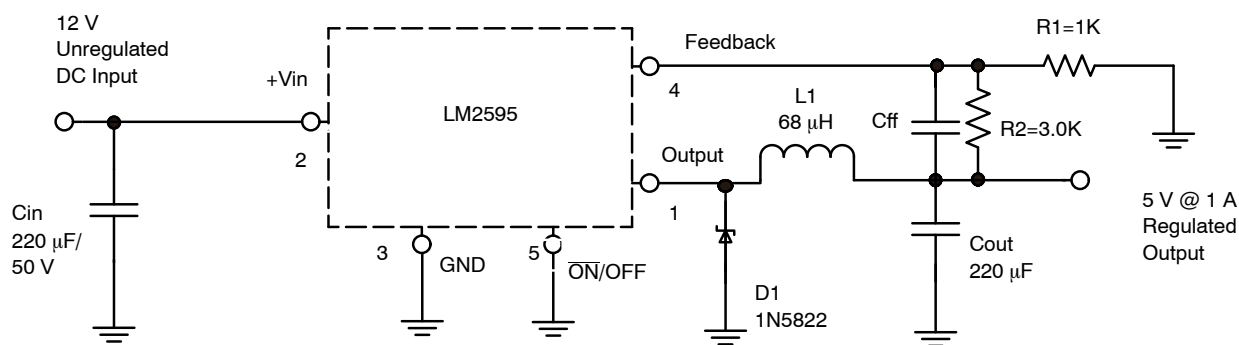 12 V
Unregulated
DC Input
+Vin
2
LM2595
Feedback
4
R1=1K
L1
68 μH
Cff
R2=3.0K
Output
1
Cin
220 μF/
50 V
3
GND
5
ON/OFF
D1
1N5822
Cout
220 μF
5 V @ 1 A
Regulated
Output